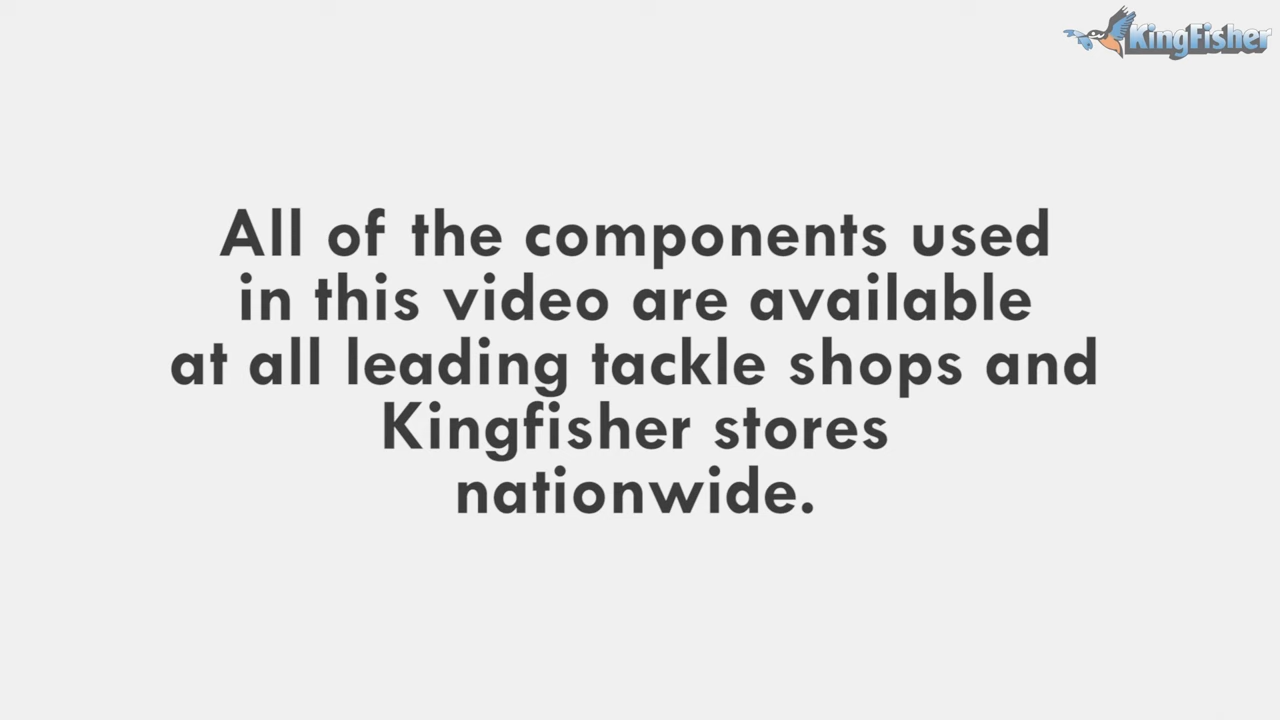 KingFisher
All of the components used
in this video are available
at all leading tackle shops and
Kingfisher stores
nationwide.